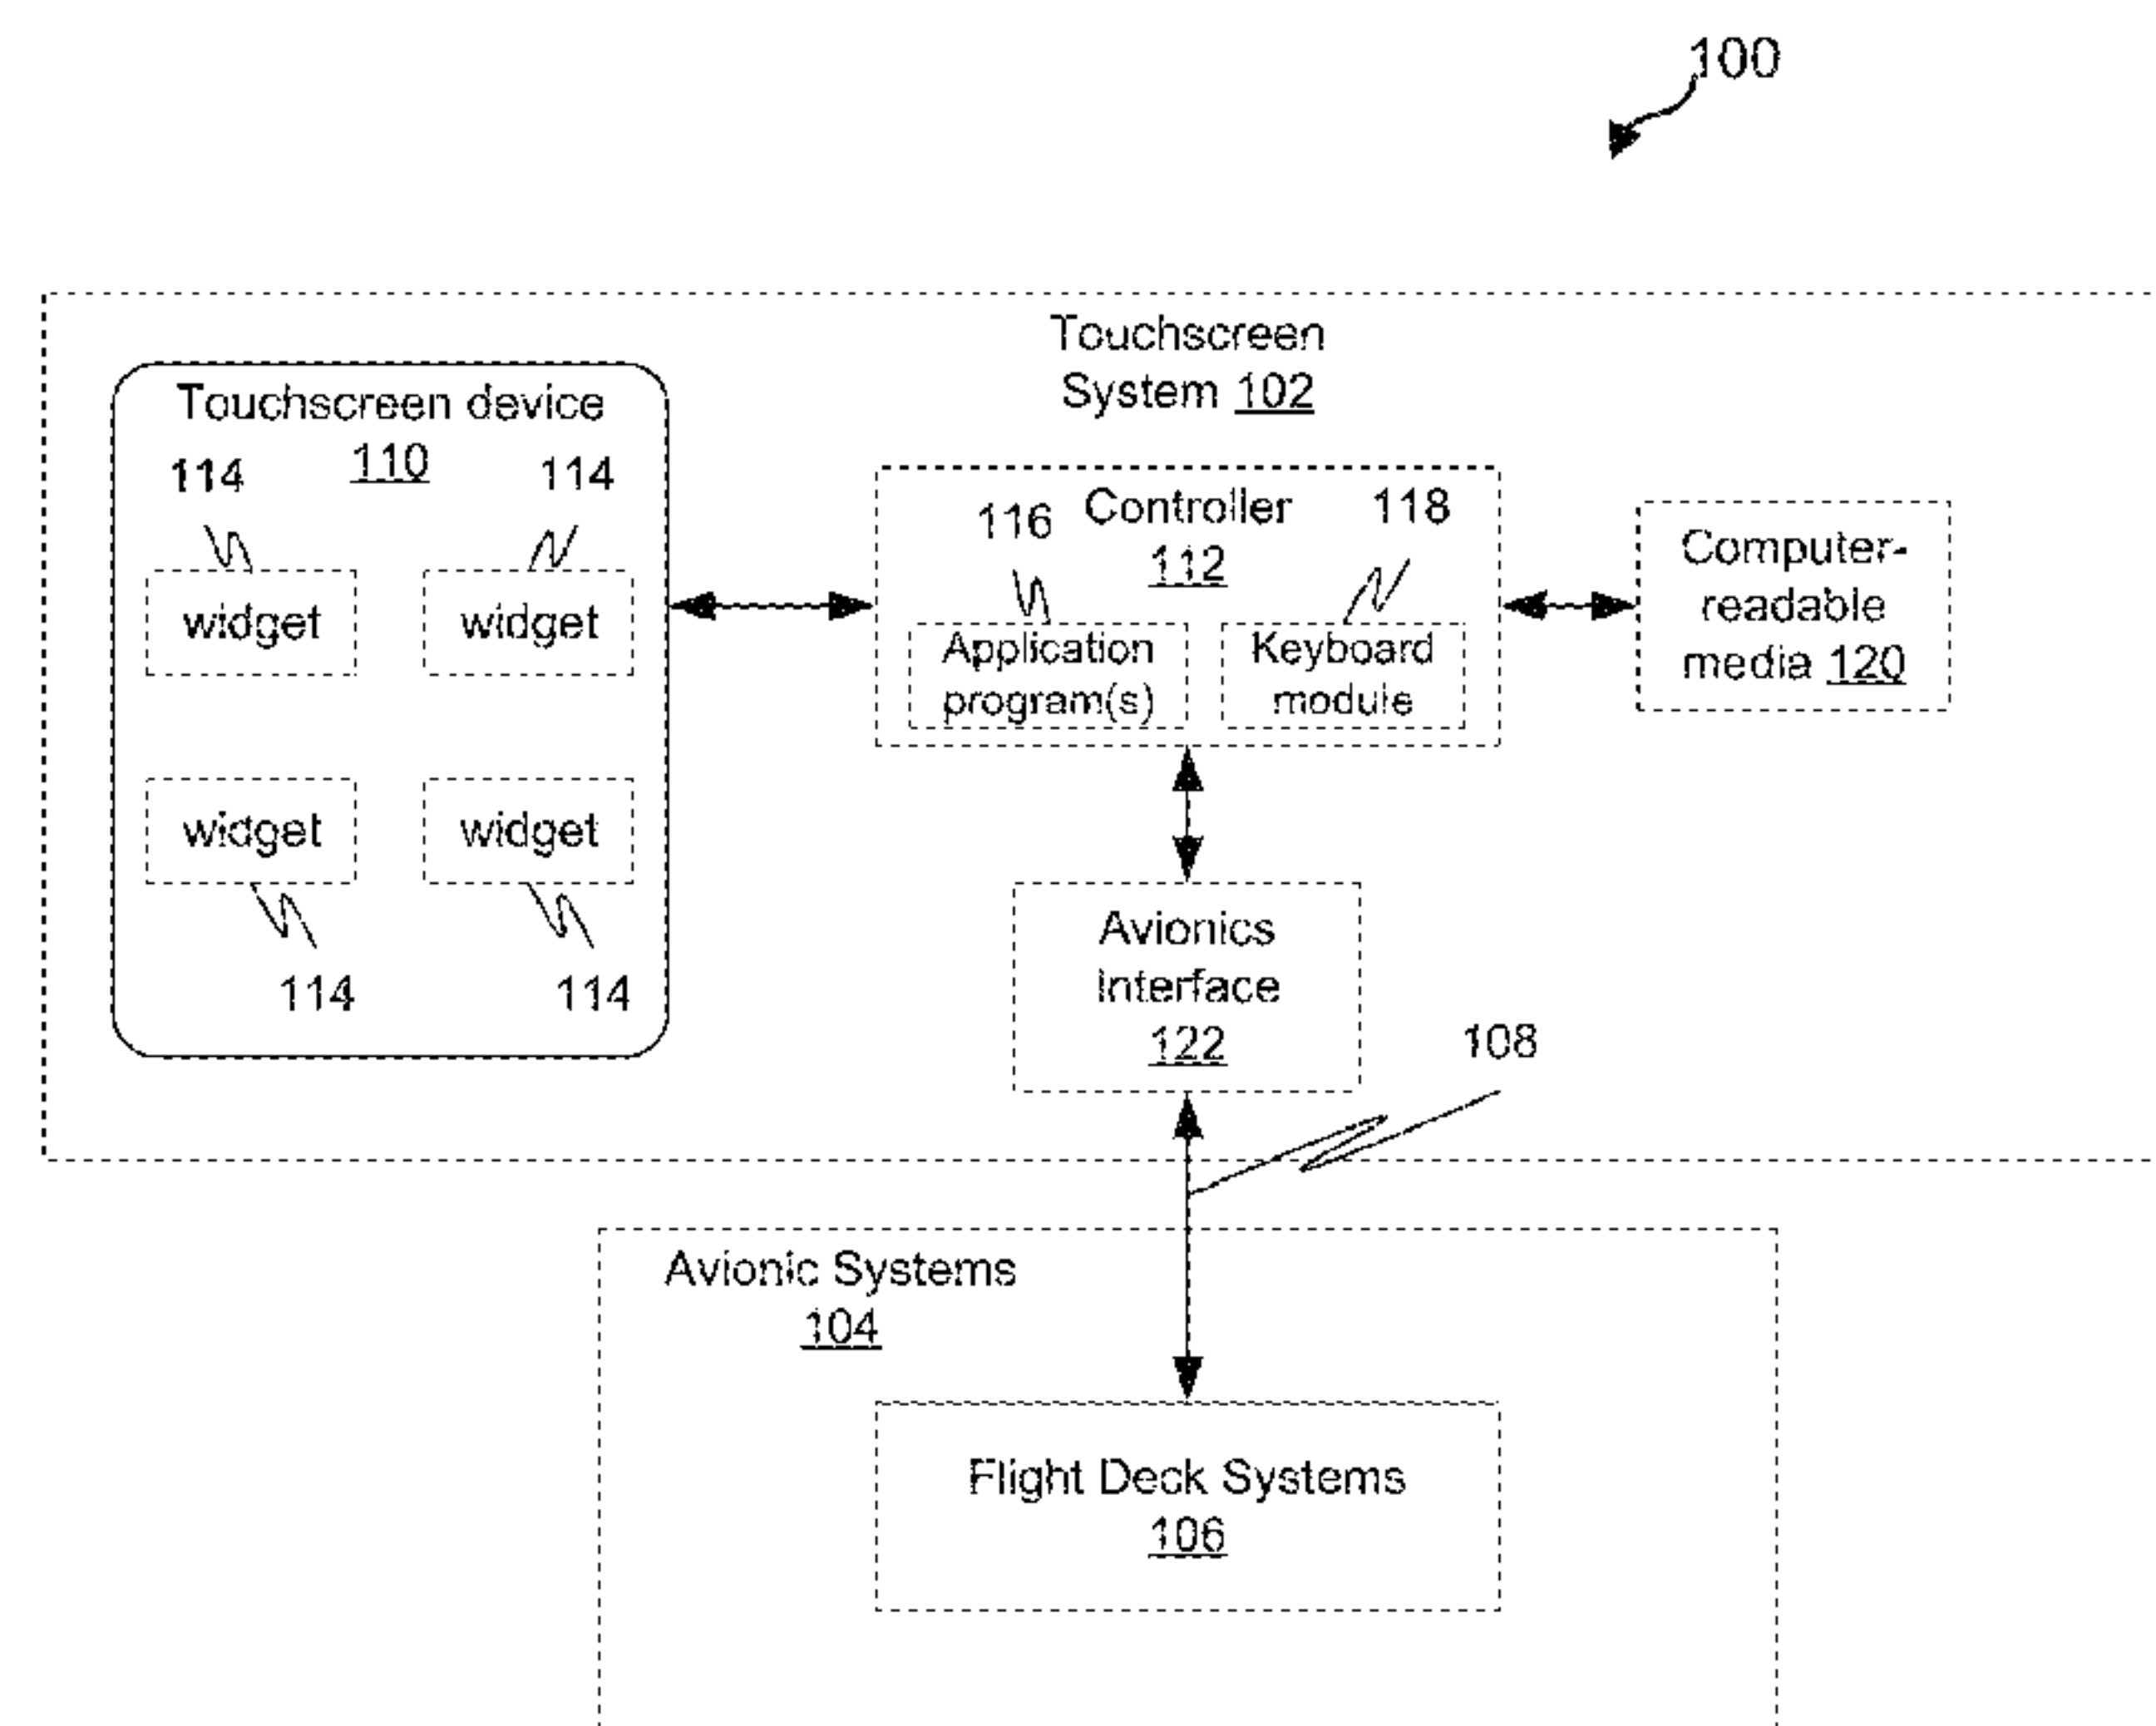 100
Touchscreen
System 102
Touchscreen device
110
114
114
widget
widget
widget
widget
114
114
Controller
112
116
118
Application
program(s)
Keyboard
module
Computer-
readable
media 120
Avionics
Interface
122
108
Avionic Systems
104
Flight Deck Systems
106